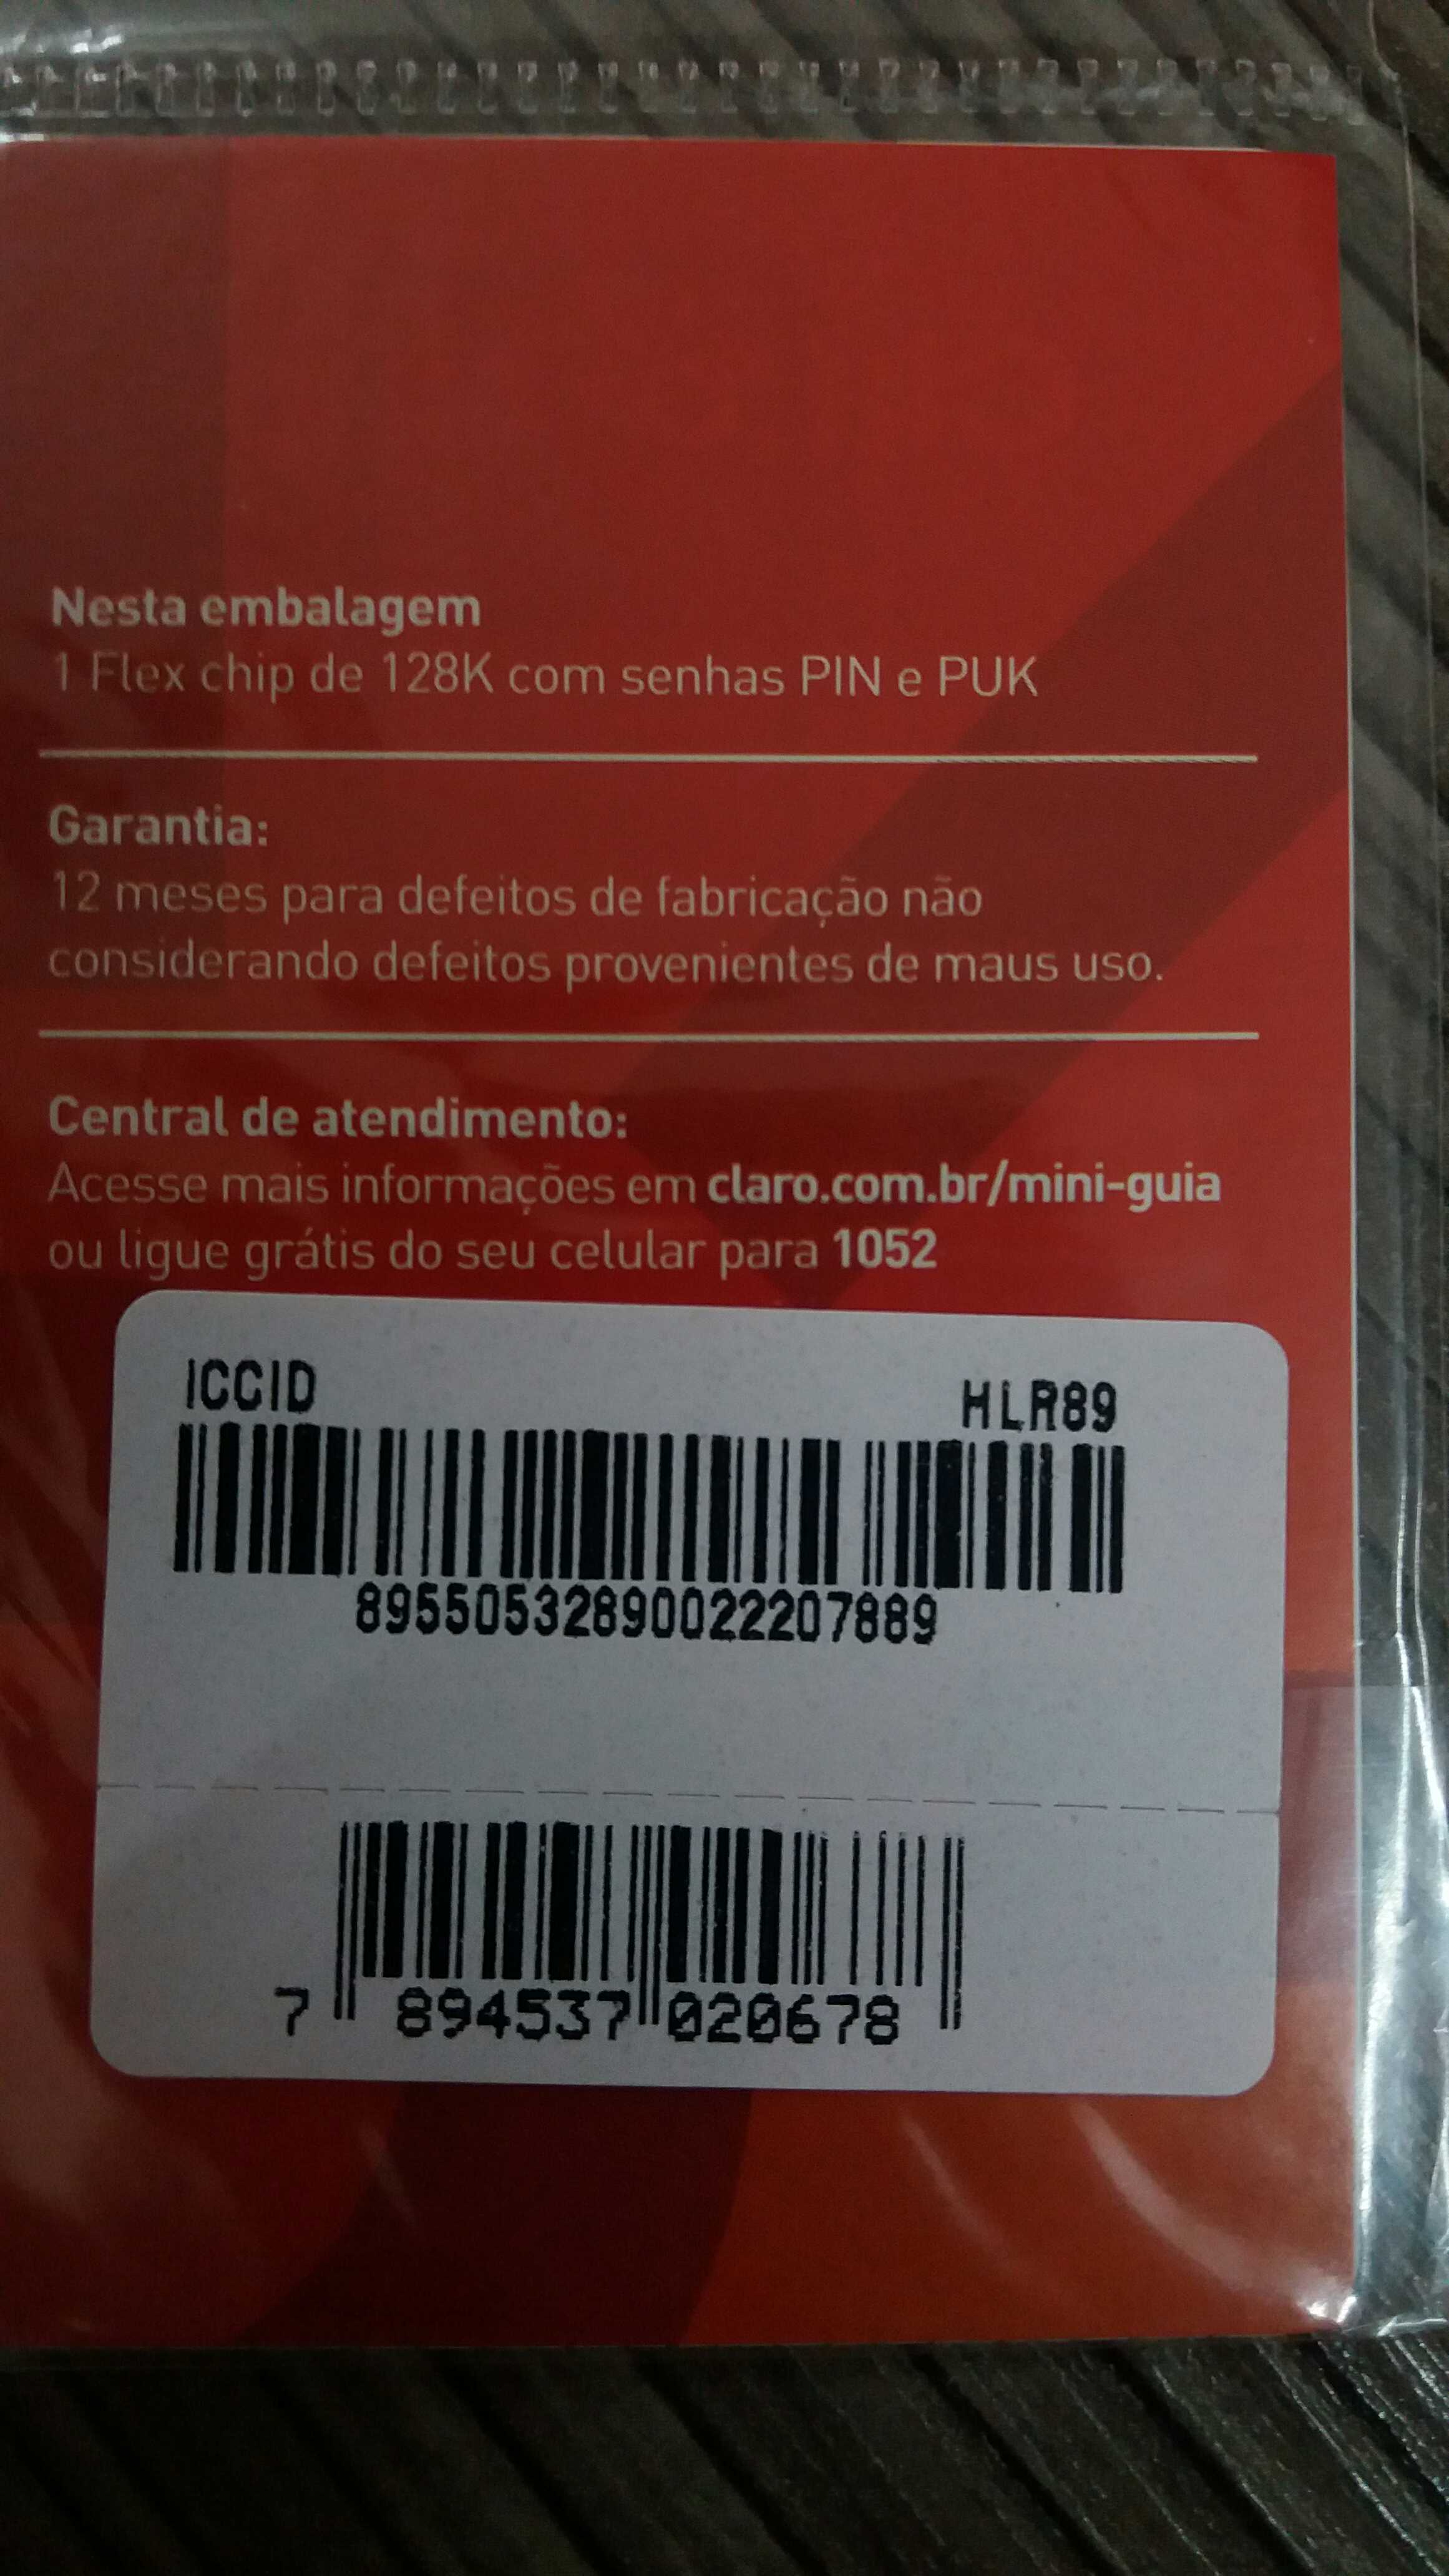 Nesta embalagem
1 Flex chip de 128K com senhas PIN e PUK
Garantia:
12 meses para defeitos de fabricação não
considerando defeitos provenientes de maus uso.
Central de atendimento:
Acesse mais informações em claro.com.br/mini-guia
ou ligue grátis do seu celular para 1052
ICCID HLR89
89550532890022207889
7 894537 020678